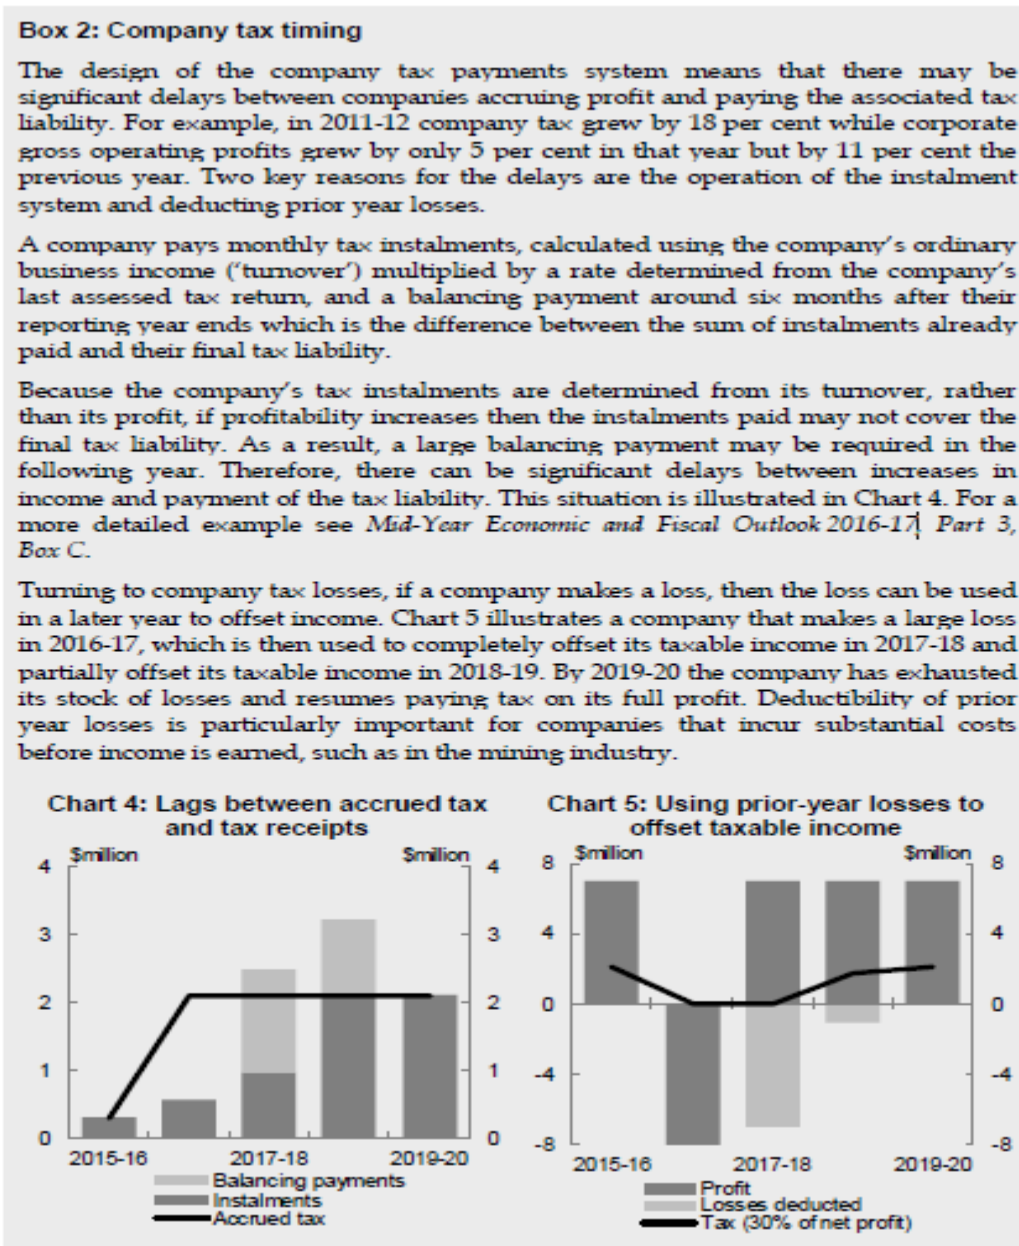 Box 2: Company tax timing
The design of the company tax payments system means that there may be
significant delays between companies accruing profit and paying the associated tax
liability. For example, in 2011-12 company tax grew by 18 per cent while corporate
gross operating profits grew by only 5 per cent in that year but by 11 per cent the
previous year. Two key reasons for the delays are the operation of the instalment
system and deducting prior year losses.
A company pays monthly tax instalments, calculated using the company's ordinary
business income ('turnover') multiplied by a rate determined from the company's
last assessed tax return, and a balancing payment around six months after their
reporting year ends which is the difference between the sum of instalments already
paid and their final tax liability.
Because the company's tax instalments are determined from its turnover, rather
than its profit, if profitability increases then the instalments paid may not cover the
final tax liability. As a result, a large balancing payment may be required in the
following year. Therefore, there can be significant delays between increases in
income and payment of the tax liability. This situation is illustrated in Chart 4. For a
more detailed example see Mid-Year Economic and Fiscal Outlook 2016-17, Part 3,
Box C.
Turning to company tax losses, if a company makes a loss, then the loss can be used
in a later year to offset income. Chart 5 illustrates a company that makes a large loss
in 2016-17, which is then used to completely offset its taxable income in 2017-18 and
partially offset its taxable income in 2018-19. By 2019-20 the company has exhausted
its stock of losses and resumes paying tax on its full profit. Deductibility of prior
year losses is particularly important for companies that incur substantial costs
before income is earned, such as in the mining industry.
Chart 4: Lags between accrued tax
and tax receipts
$million $million
4 4
3 3
2 2
1 1
0 0
2015-16 2017-18 2019-20
Balancing payments
Instalments
Accrued tax
Chart 5: Using prior-year losses to
offset taxable income
$million $million
8 8
4 4
0 0
-4 -4
-8 -8
2015-16 2017-18 2019-20
Profit
Losses deducted
Tax (30% of net profit)